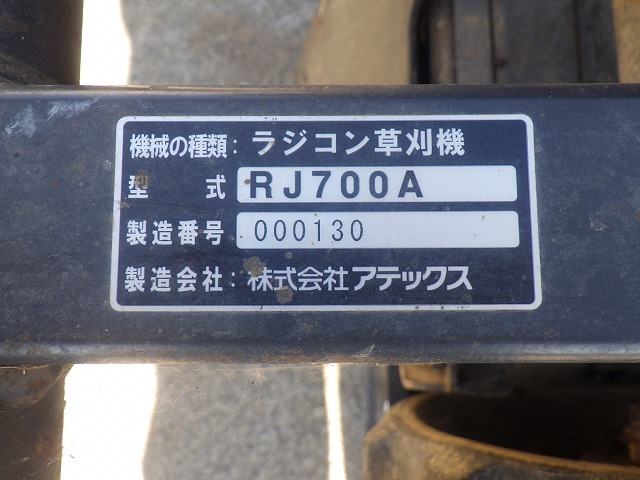 機械の種類：ラジコン草刈機
型　式 RJ700A
製造番号 000130
製造会社：株式会社アテックス